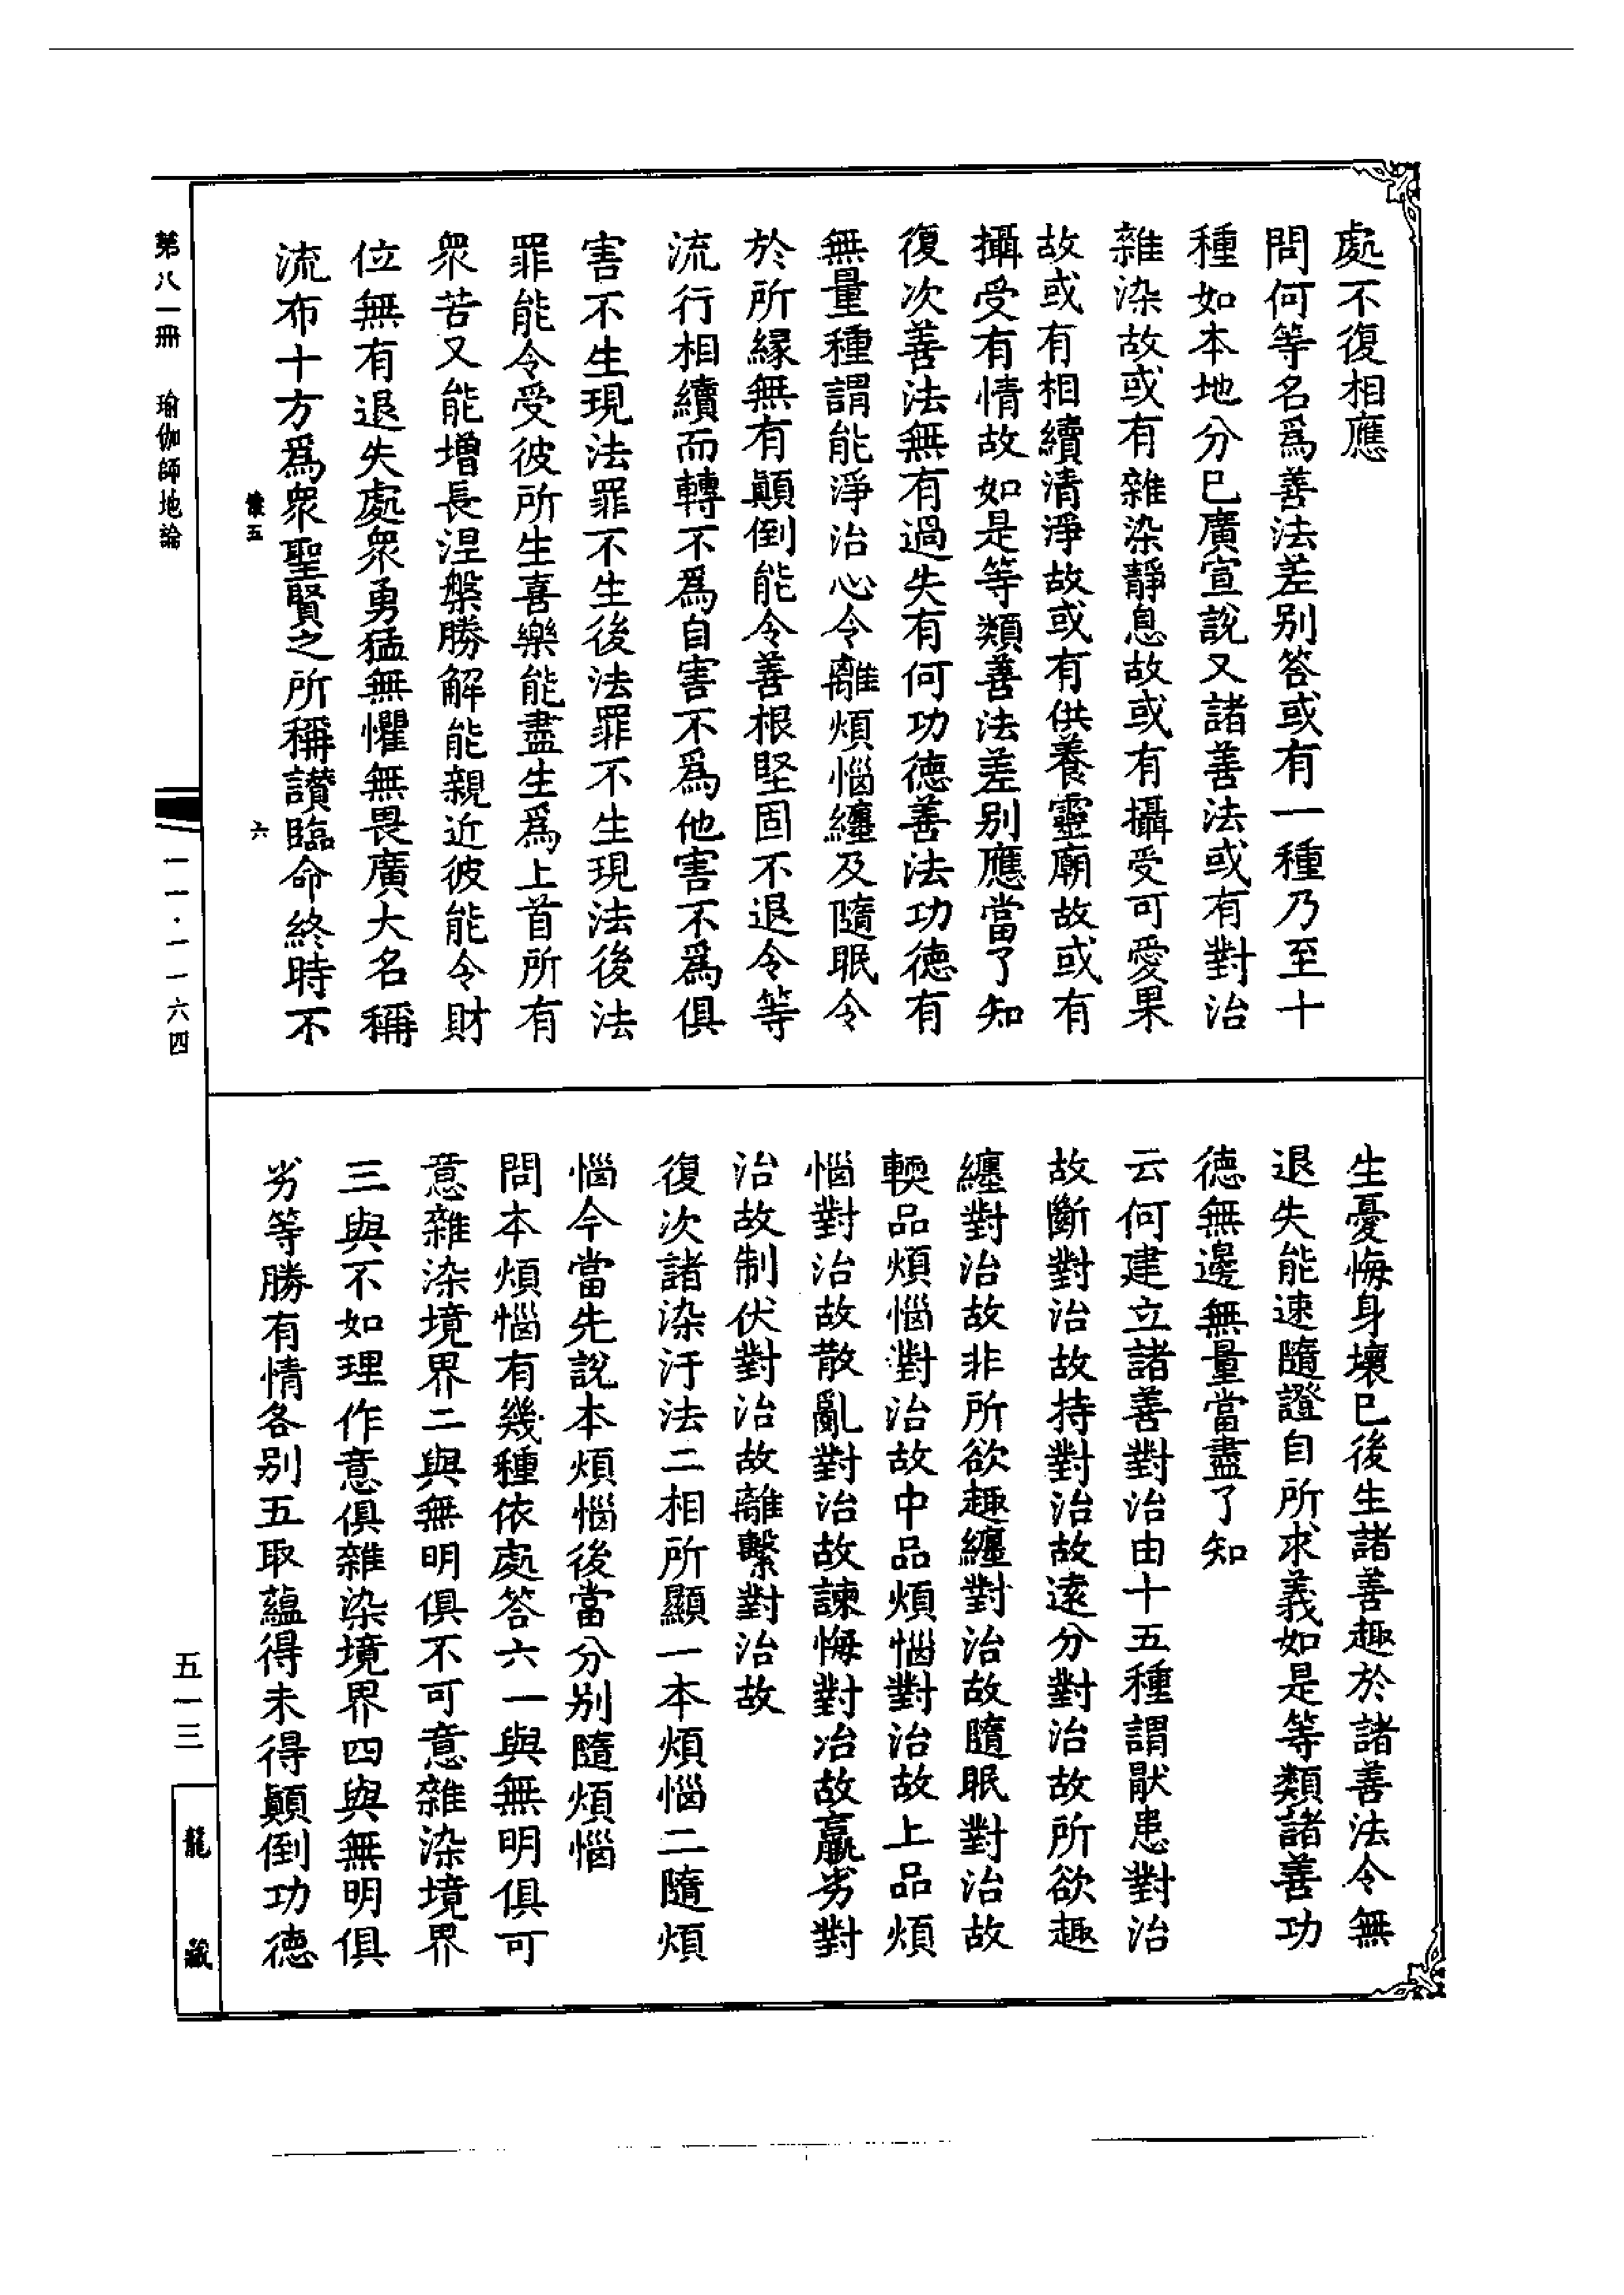 處不復相應
問何等名爲善法差别答或有一種乃至十
種如本地分巳廣宣說又諸善法或有對治
雜染故或有雜染靜息故或有攝受可愛果
故或有相續清淨故或有供養靈廟故或有
攝受有情故如是等類善法差别應當了知
復次善法無有過失有何功德善法功德有
無量種謂能淨治心令離煩惱纏及隨眠令
於所緣無有顚倒能令善根堅固不退令等
流行相續而轉不爲自害不爲他害不爲俱
害不生現法罪不生後法罪不生現法後法
罪能令受彼所生喜樂能盡生爲上首所有
衆苦又能增長涅槃勝解能親近彼能令財
位無有退失處衆勇猛無懼無畏廣大名稱
流布十方爲衆聖賢之所稱讃臨命終時不
生憂悔身壞巳後生諸善趣於諸善法令無
退失能速隨證自所求義如是等類諸善功
德無邊無量當盡了知
云何建立諸善對治由十五種謂猒患對治
故斷對治故持對治故遠分對治故所欲趣
纏對治故非所欲趣纏對治故隨眠對治故
輭品煩惱對治故中品煩惱對治故上品煩
惱對治故散亂對治故諫悔對治故羸劣對
治故制伏對治故離繫對治故
復次諸染汙法二相所顯一本煩惱二隨煩
惱今當先說本煩惱後當分别隨煩惱
問本煩惱有幾種依處答六一與無明俱可
意雜染境界二與無明俱不可意雜染境界
三與不如理作意俱雜染境界四與無明俱
劣等勝有情各别五取蘊得未得顚倒功德
第八一冊 瑜伽師地論
五 六
一一·一一六四
五一三
龍藏